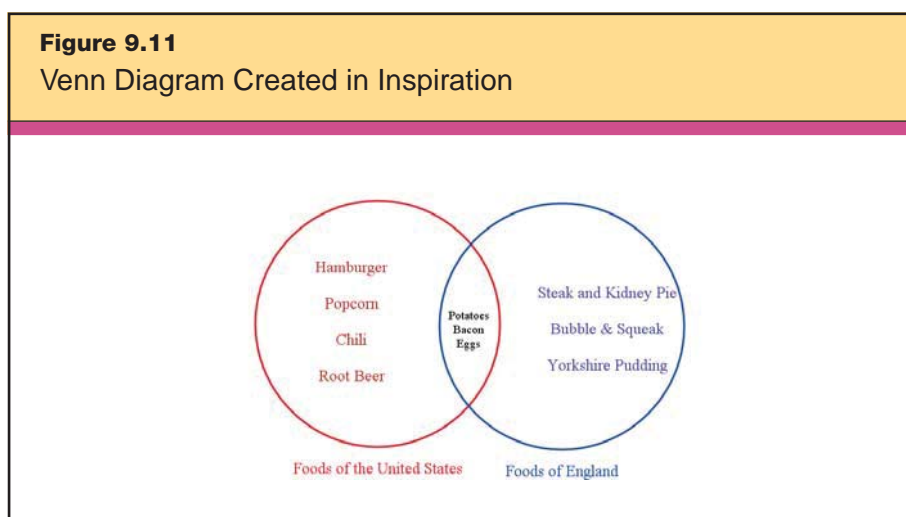 Figure 9.11
Venn Diagram Created in Inspiration
Hamburger
Popcorn
Chili
Root Beer
Potatoes
Bacon
Eggs
Steak and Kidney Pie
Bubble & Squeak
Yorkshire Pudding
Foods of the United States
Foods of England